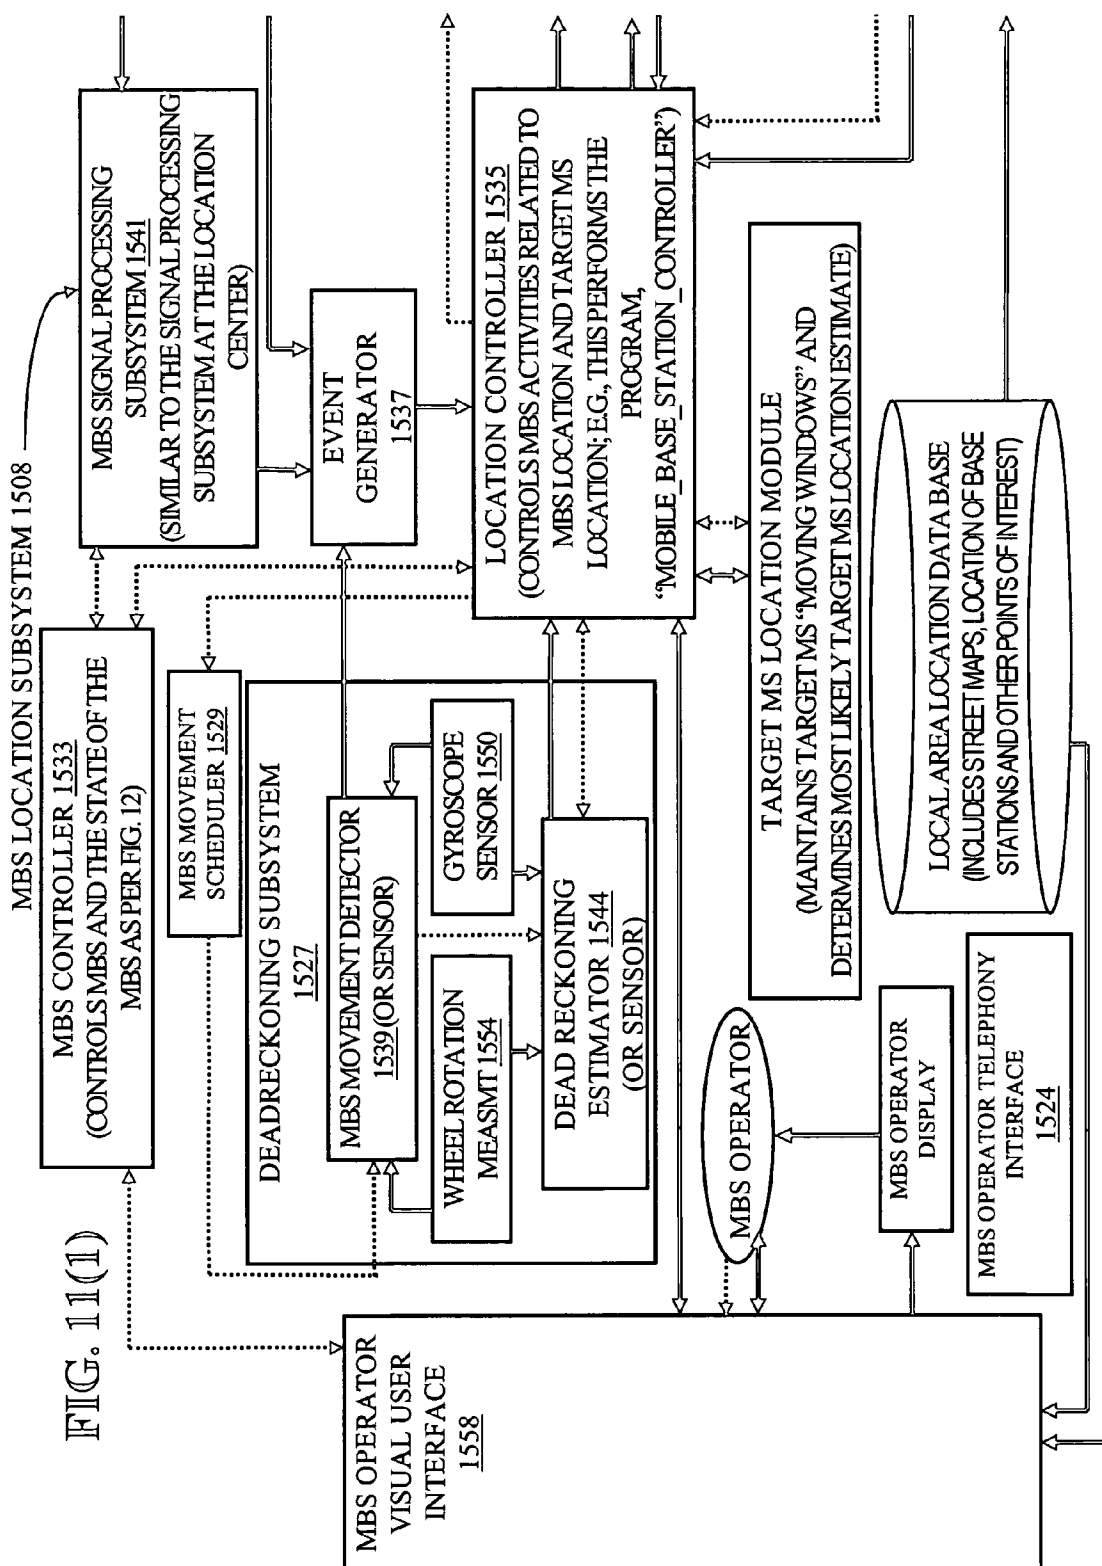 FIG. 11(1)
MBS LOCATION SUBSYSTEM 1508
MBS CONTROLLER 1533
(CONTROLS MBS AND THE STATE OF THE
MBS AS PER FIG. 12)
MBS SIGNAL PROCESSING
SUBSYSTEM 1541
(SIMILAR TO THE SIGNAL PROCESSING
SUBSYSTEM AT THE LOCATION
CENTER)
MBS MOVEMENT
SCHEDULER 1529
DEADRECKONING SUBSYSTEM
1527
MBS MOVEMENT DETECTOR
1539 (OR SENSOR)
WHEEL ROTATION
MEASMT 1554
GYROSCOPE
SENSOR 1550
DEAD RECKONING
ESTIMATOR 1544
(OR SENSOR)
EVENT
GENERATOR
1537
LOCATION CONTROLLER 1535
(CONTROLS MBS ACTIVITIES RELATED TO
MBS LOCATION AND TARGET MS
LOCATION; E.G., THIS PERFORMS THE
PROGRAM,
“MOBILE_BASE_STATION_CONTROLLER”)
MBS OPERATOR
VISUAL USER
INTERFACE
1558
MBS OPERATOR
MBS OPERATOR
DISPLAY
MBS OPERATOR TELEPHONY
INTERFACE
1524
TARGET MS LOCATION MODULE
(MAINTAINS TARGET MS “MOVING WINDOWS” AND
DETERMINES MOST LIKELY TARGET MS LOCATION ESTIMATE)
LOCAL AREA LOCATION DATA BASE
(INCLUDES STREET MAPS, LOCATION OF BASE
STATIONS AND OTHER POINTS OF INTEREST)